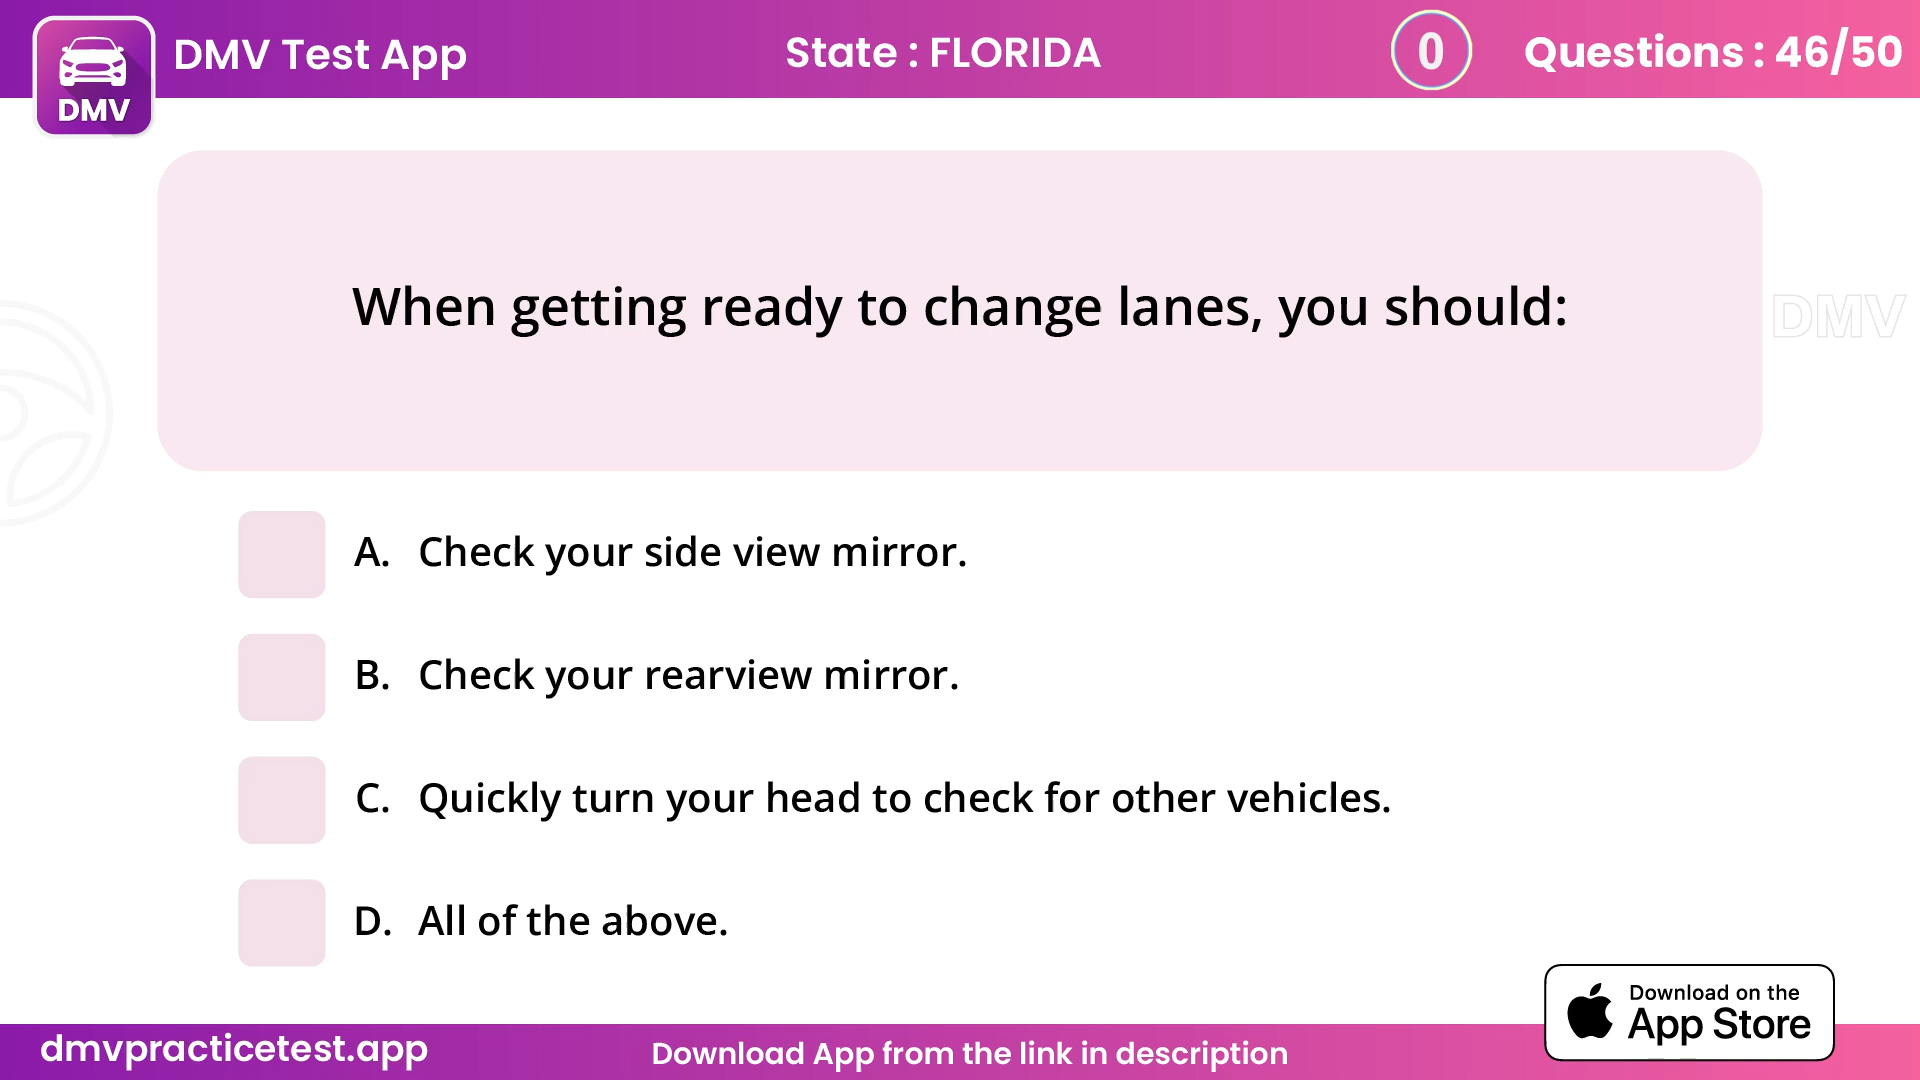 DMV
DMV Test App
State : FLORIDA
0
Questions : 46/50
When getting ready to change lanes, you should:
DMV
A. Check your side view mirror.
B. Check your rearview mirror.
C. Quickly turn your head to check for other vehicles.
D. All of the above.
Download on the
App Store
dmvpracticetest.app
Download App from the link in description